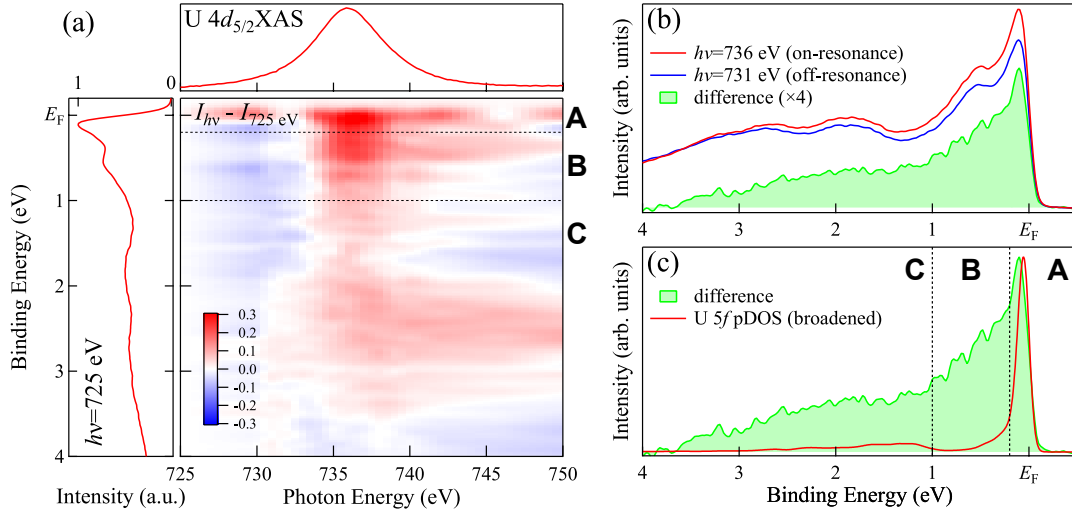 (a)
U 4d5/2XAS
1
0
EF
Ihν - I725 eV
A
B
C
1
2
3
4
Binding Energy (eV)
hν=725 eV
0.3
0.2
0.1
0.0
-0.1
-0.2
-0.3
725
730
735
740
745
750
Intensity (a.u.)
Photon Energy (eV)
(b)
hν=736 eV (on-resonance)
hν=731 eV (off-resonance)
difference (×4)
Intensity (arb. units)
4
3
2
1
EF
(c)
C
B
A
difference
U 5f pDOS (broadened)
Intensity (arb. units)
4
3
2
1
EF
Binding Energy (eV)